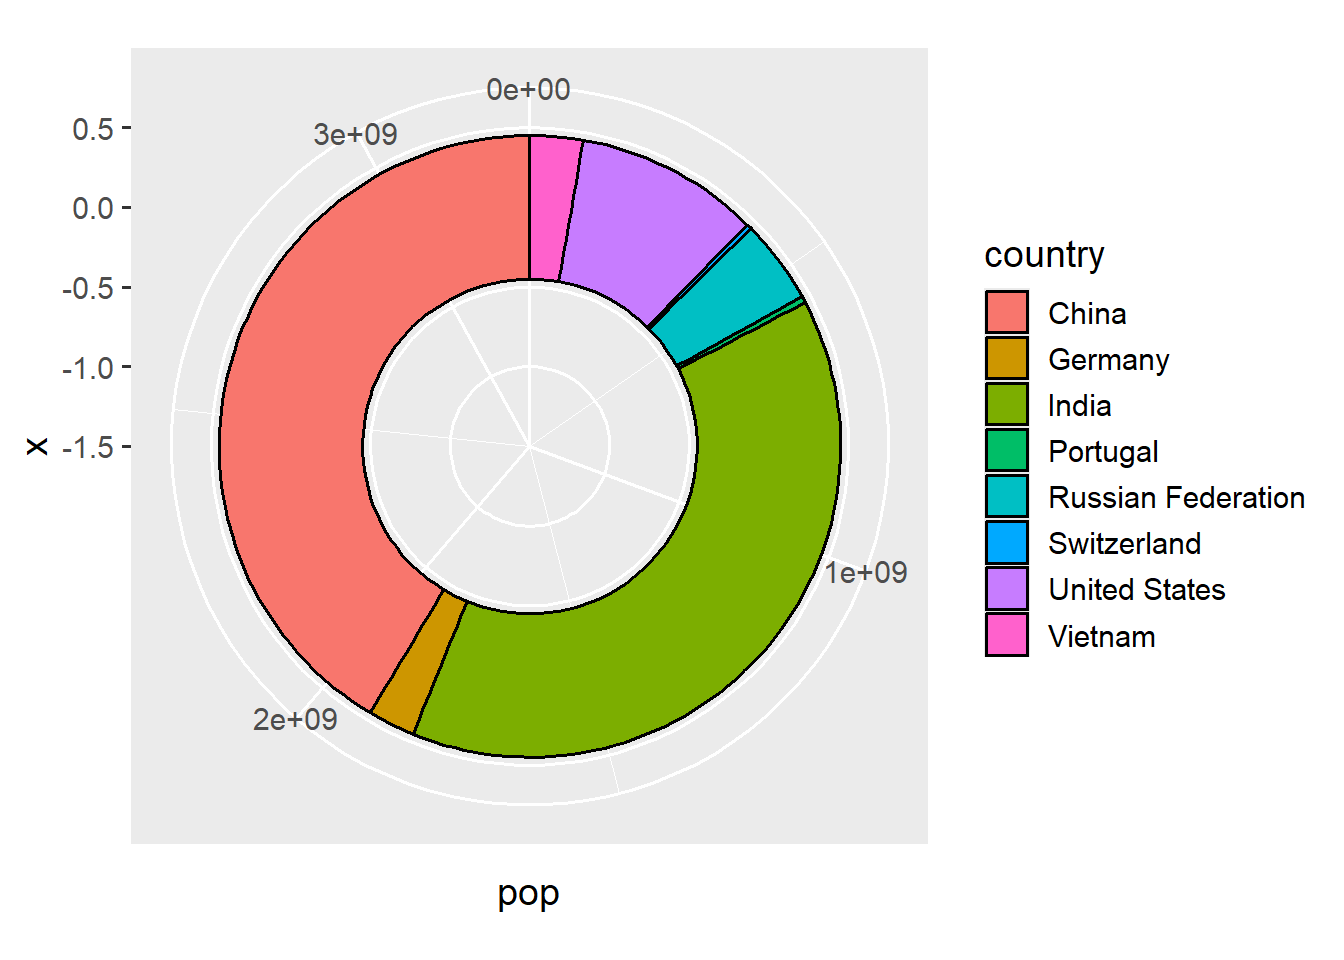 0e+00
3e+09
0.5
0.0
-0.5
-1.0
-1.5
x
1e+09
2e+09
pop
country
China
Germany
India
Portugal
Russian Federation
Switzerland
United States
Vietnam